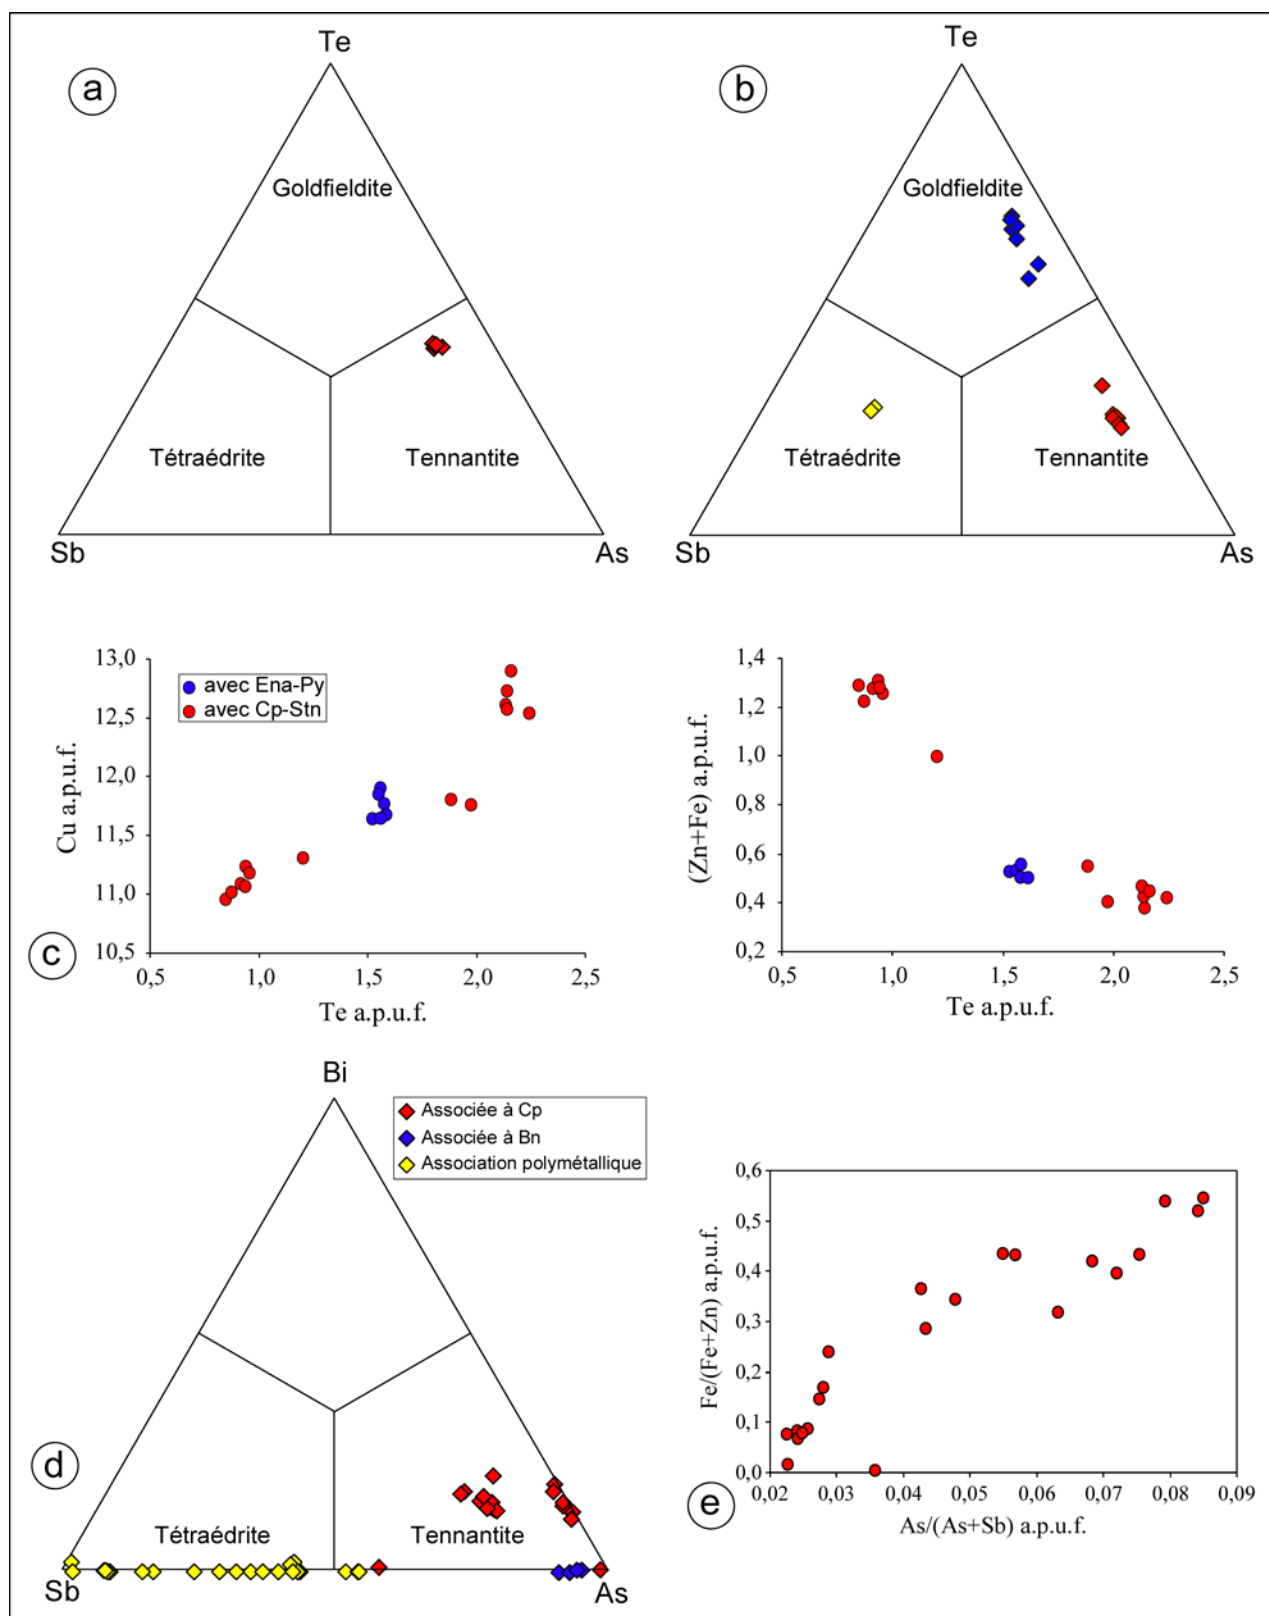 a
Te
Goldfieldite
Tétraédrite
Tennantite
Sb
As
b
Te
Goldfieldite
Tétraédrite
Tennantite
Sb
As
c
Cu a.p.u.f.
13,0
12,5
12,0
11,5
11,0
10,5
avec Ena-Py
avec Cp-Stn
0,5 1,0 1,5 2,0 2,5
Te a.p.u.f.
(Zn+Fe) a.p.u.f.
1,4
1,2
1,0
0,8
0,6
0,4
0,2
0,5 1,0 1,5 2,0 2,5
Te a.p.u.f.
d
Bi
Associée à Cp
Associée à Bn
Association polymétallique
Tétraédrite
Tennantite
Sb
As
e
Fe/(Fe+Zn) a.p.u.f.
0,6
0,5
0,4
0,3
0,2
0,1
0,0
0,02 0,03 0,04 0,05 0,06 0,07 0,08 0,09
As/(As+Sb) a.p.u.f.